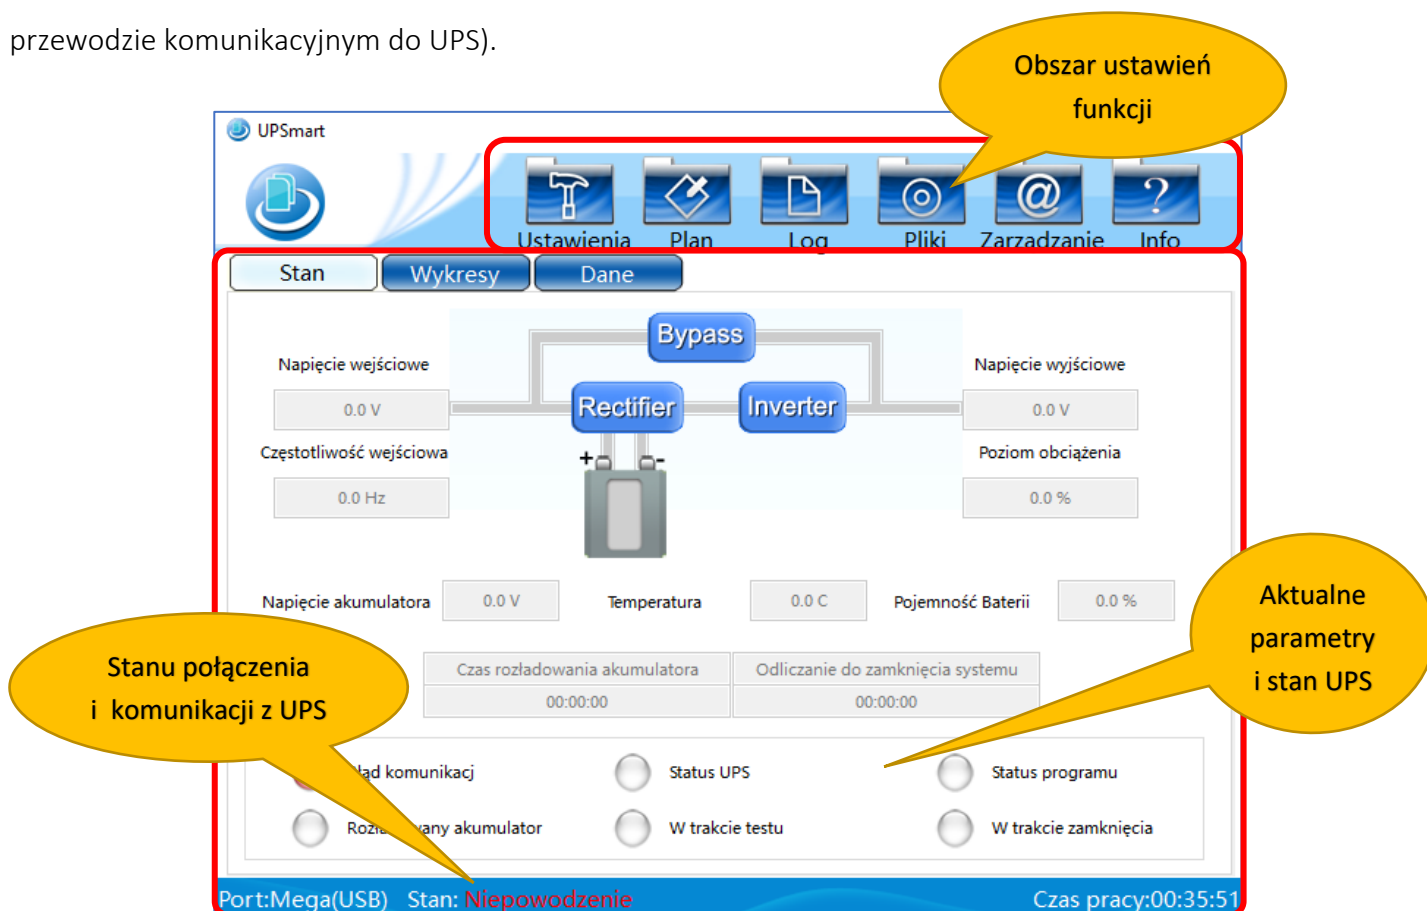 przewodzie komunikacyjnym do UPS).
Obszar ustawień
funkcji
UPSmart
Ustawienia Plan Log Pliki Zarzadzanie Info
Stan Wykresy Dane
Bypass
Napięcie wejściowe Napięcie wyjściowe
0.0 V Rectifier Inverter 0.0 V
Częstotliwość wejściowa + - Poziom obciążenia
0.0 Hz 0.0 %
Napięcie akumulatora 0.0 V Temperatura 0.0 C Pojemność Baterii 0.0 %
Aktualne
parametry
i stan UPS
Stanu połączenia
i komunikacji z UPS
Czas rozładowania akumulatora Odliczanie do zamknięcia systemu
00:00:00 00:00:00
komunikacj Status UPS Status programu
akumulator W trakcie testu W trakcie zamknięcia
Port:Mega(USB) Stan: Niepowodzenie Czas pracy:00:35:51